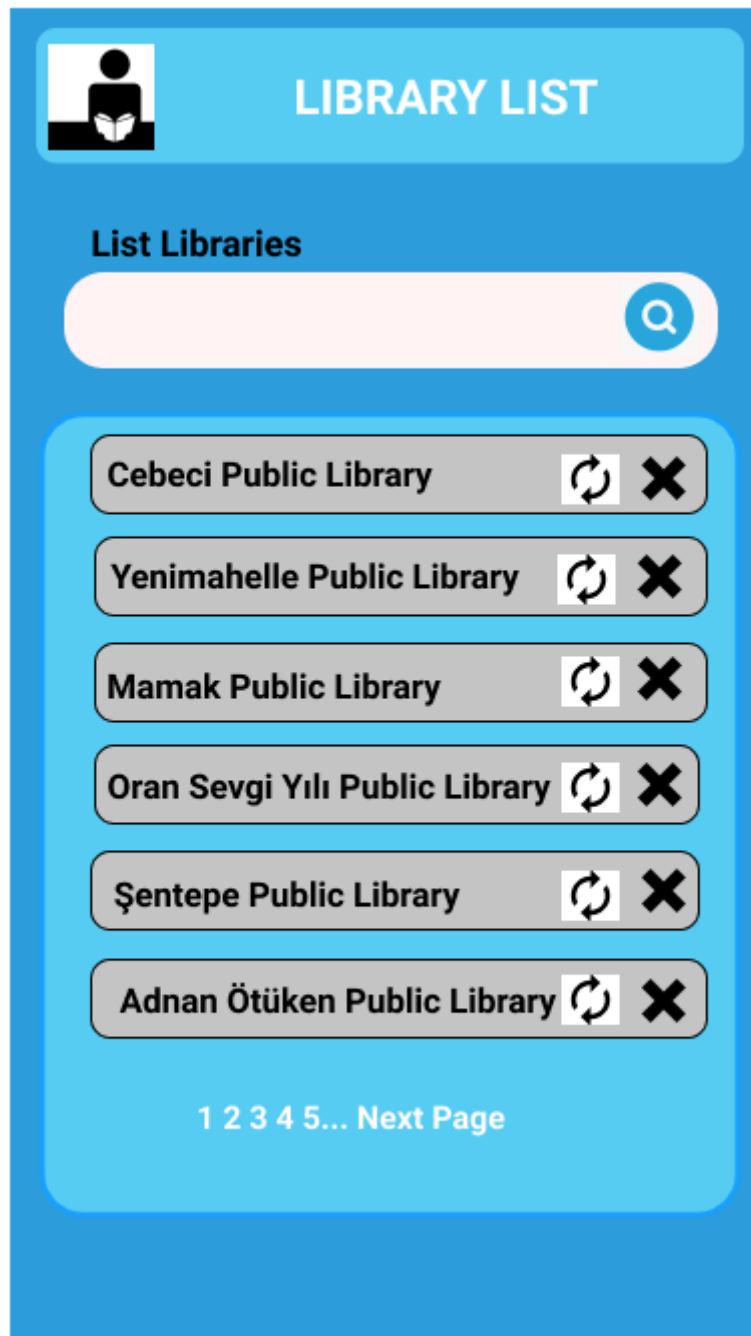 LIBRARY LIST
List Libraries
Cebeci Public Library
Yenimahelle Public Library
Mamak Public Library
Oran Sevgi Yılı Public Library
Şentepe Public Library
Adnan Ötüken Public Library
1 2 3 4 5... Next Page